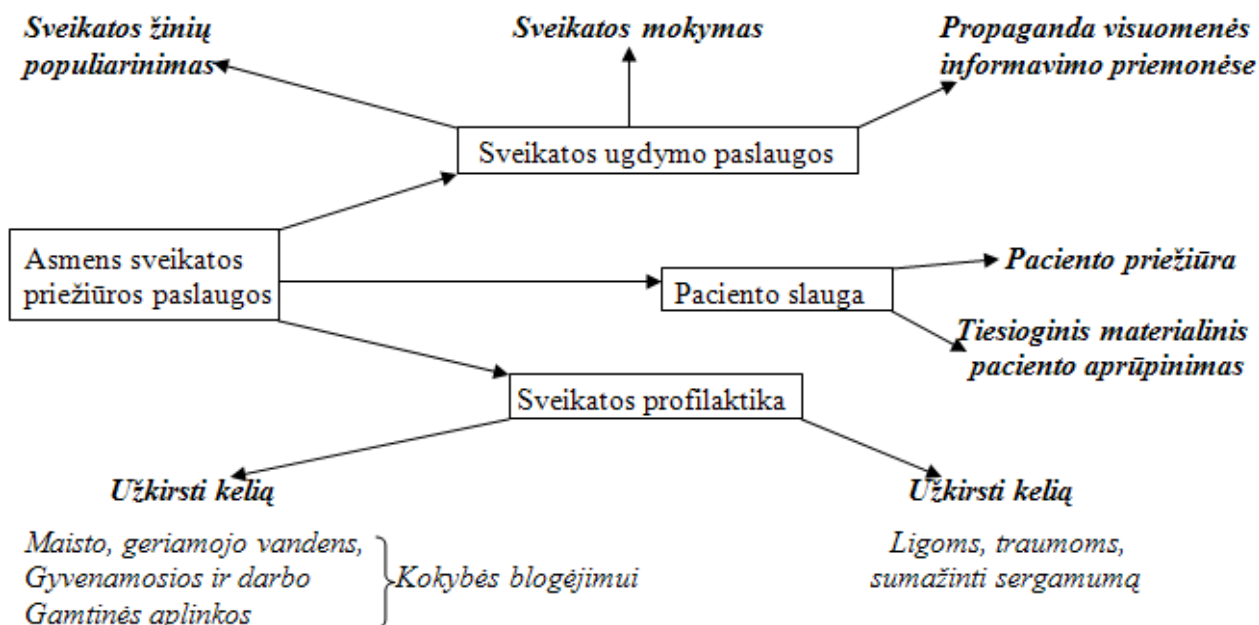 Sveikatos žinių
populiarinimas
Sveikatos mokymas
Propaganda visuomenės
informavimo priemonėse
Sveikatos ugdymo paslaugos
Asmens sveikatos
priežiūros paslaugos
Paciento slauga
Paciento priežiūra
Tiesioginis materialinis
paciento aprūpinimas
Sveikatos profilaktika
Užkirsti kelią
Maisto, geriamojo vandens,
Gyvenamosios ir darbo
Gamtinės aplinkos
Kokybės blogėjimui
Užkirsti kelią
Ligoms, traumoms,
sumažinti sergamumą